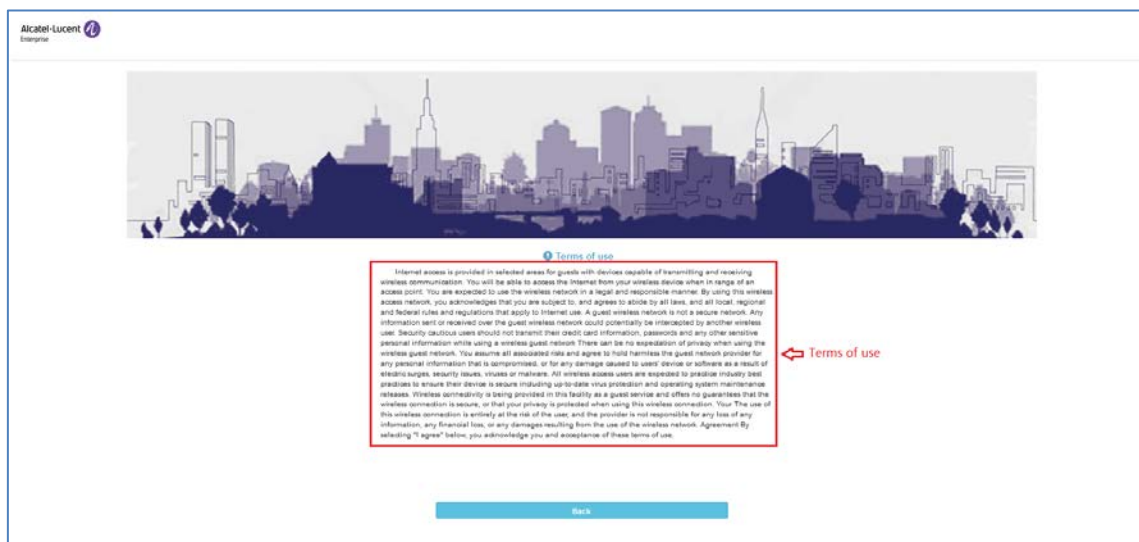 Alcatel·Lucent
Enterprise
Terms of use
Internet access is provided in selected areas for guests with devices capable of transmitting and receiving
wireless communication. You will be able to access the Internet from your wireless device when in range of an
access point. You are expected to use the wireless network in a legal and responsible manner. By using this wireless
access network, you acknowledges that you are subject to, and agrees to abide by all laws, and all local, regional
and federal rules and regulations that apply to Internet use. A guest wireless network is not a secure network. Any
information sent or received over the guest wireless network could potentially be intercepted by another wireless
user. Security cautious users should not transmit their credit card information, passwords and any other sensitive
personal information while using a wireless guest network There can be no expectation of privacy when using the
wireless guest network. You assume all associated risks and agree to hold harmless the guest network provider for
any personal information that is compromised, or for any damage caused to users' device or software as a result of
electric surges, security issues, viruses or malware. All wireless access users are expected to practice industry best
practices to ensure their device is secure including up-to-date virus protection and operating system maintenance
releases. Wireless connectivity is being provided in this facility as a guest service and offers no guarantees that the
wireless connection is secure, or that your privacy is protected when using this wireless connection. Your The use of
this wireless connection is entirely at the risk of the user, and the provider is not responsible for any loss of any
information, any financial loss, or any damages resulting from the use of the wireless network. Agreement By
selecting "I agree" below, you acknowledge you and acceptance of these terms of use.
Terms of use
Back